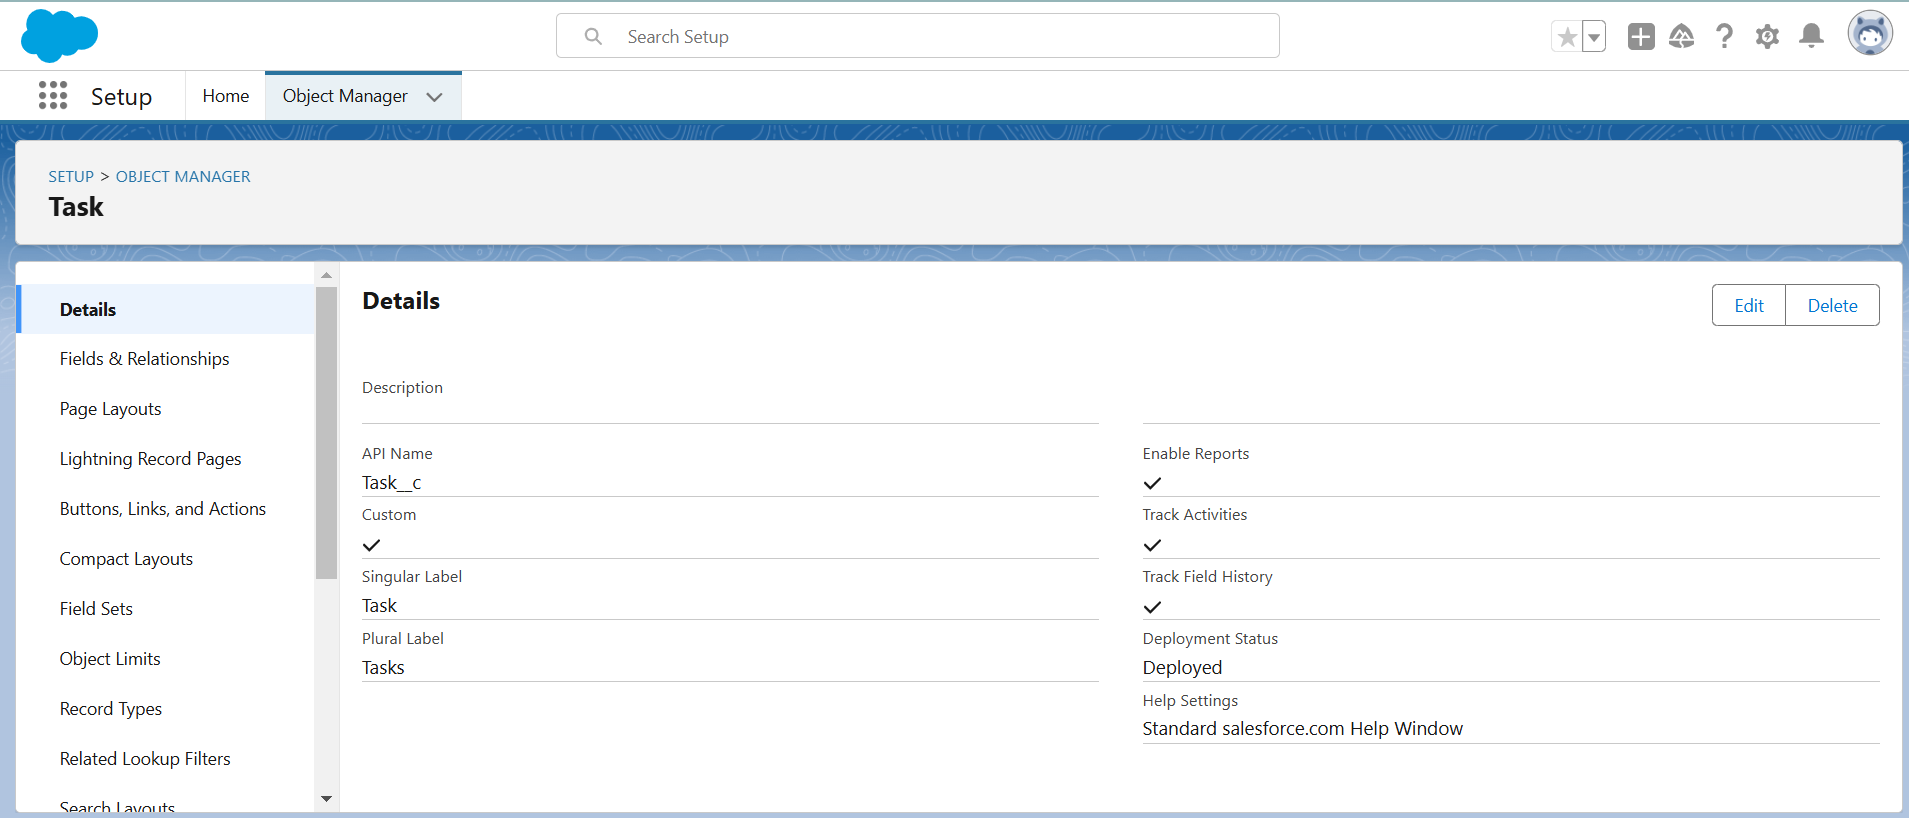 Search Setup
Setup
Home
Object Manager
SETUP > OBJECT MANAGER
Task
Details
Fields & Relationships
Page Layouts
Lightning Record Pages
Buttons, Links, and Actions
Compact Layouts
Field Sets
Object Limits
Record Types
Related Lookup Filters
Search Layouts
Details
Edit
Delete
Description
API Name
Task__c
Custom
Singular Label
Task
Plural Label
Tasks
Enable Reports
Track Activities
Track Field History
Deployment Status
Deployed
Help Settings
Standard salesforce.com Help Window